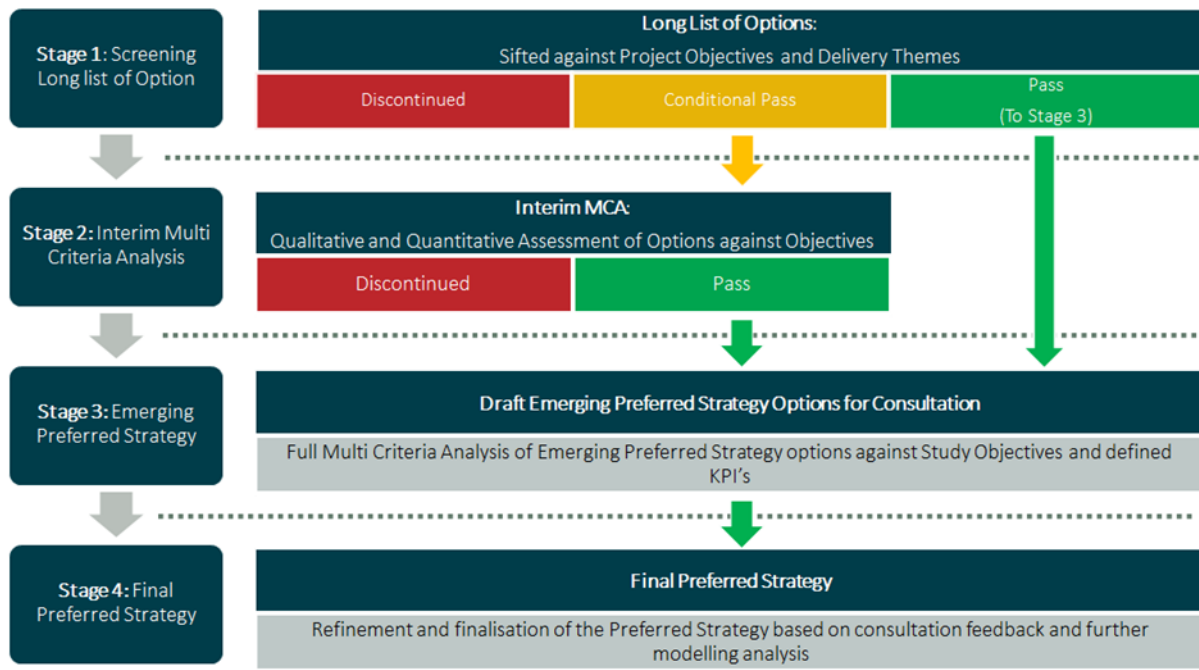 Stage 1: Screening
Long list of Option
Long List of Options:
Sifted against Project Objectives and Delivery Themes
Discontinued
Conditional Pass
Pass
(To Stage 3)
Stage 2: Interim Multi
Criteria Analysis
Interim MCA:
Qualitative and Quantitative Assessment of Options against Objectives
Discontinued
Pass
Stage 3: Emerging
Preferred Strategy
Draft Emerging Preferred Strategy Options for Consultation
Full Multi Criteria Analysis of Emerging Preferred Strategy options against Study Objectives and defined
KPI's
Stage 4: Final
Preferred Strategy
Final Preferred Strategy
Refinement and finalisation of the Preferred Strategy based on consultation feedback and further
modelling analysis